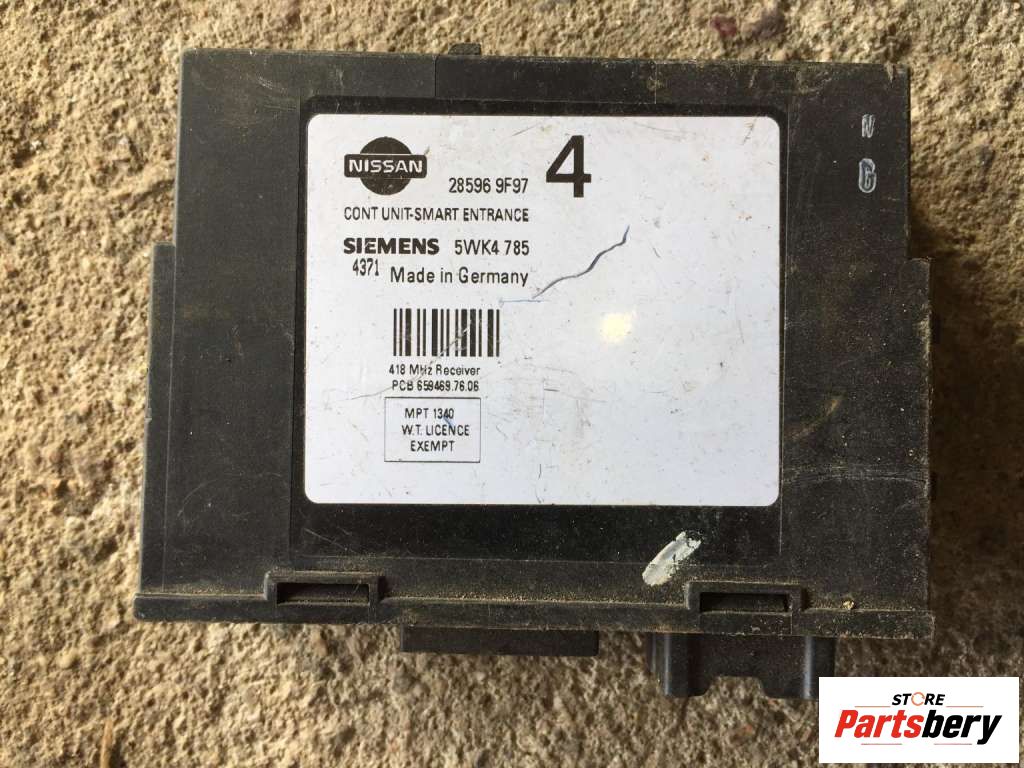 NISSAN
28596 9F97
4
CONT UNIT-SMART ENTRANCE
SIEMENS 5WK4 785
4371 Made in Germany
418 MHz Receiver
PCB 659469.76.06
MPT 1340
W.T. LICENCE
EXEMPT
N
G
STORE
Partsbery